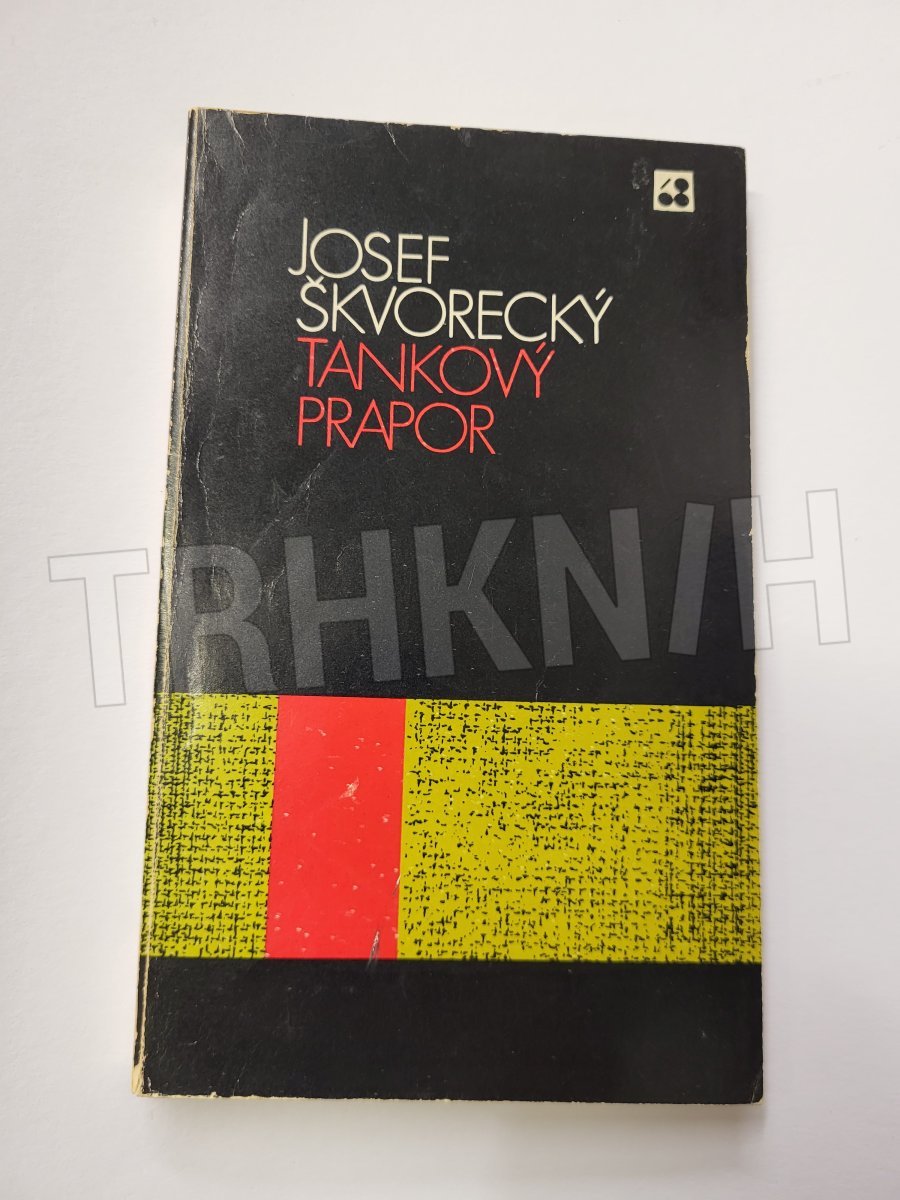 JOSEF
ŠKVORECKÝ
TANKOVÝ
PRAPOR
TRHKNIH